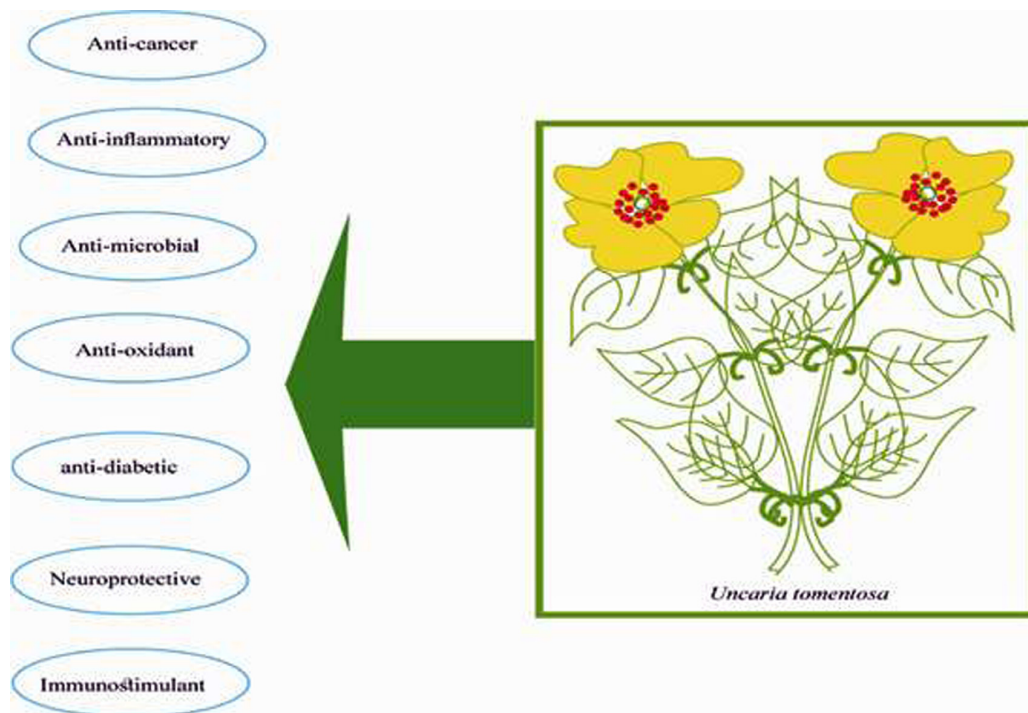 Anti-cancer
Anti-inflammatory
Anti-microbial
Anti-oxidant
anti-diabetic
Neuroprotective
Immunostimulant
Uncaria tomentosa